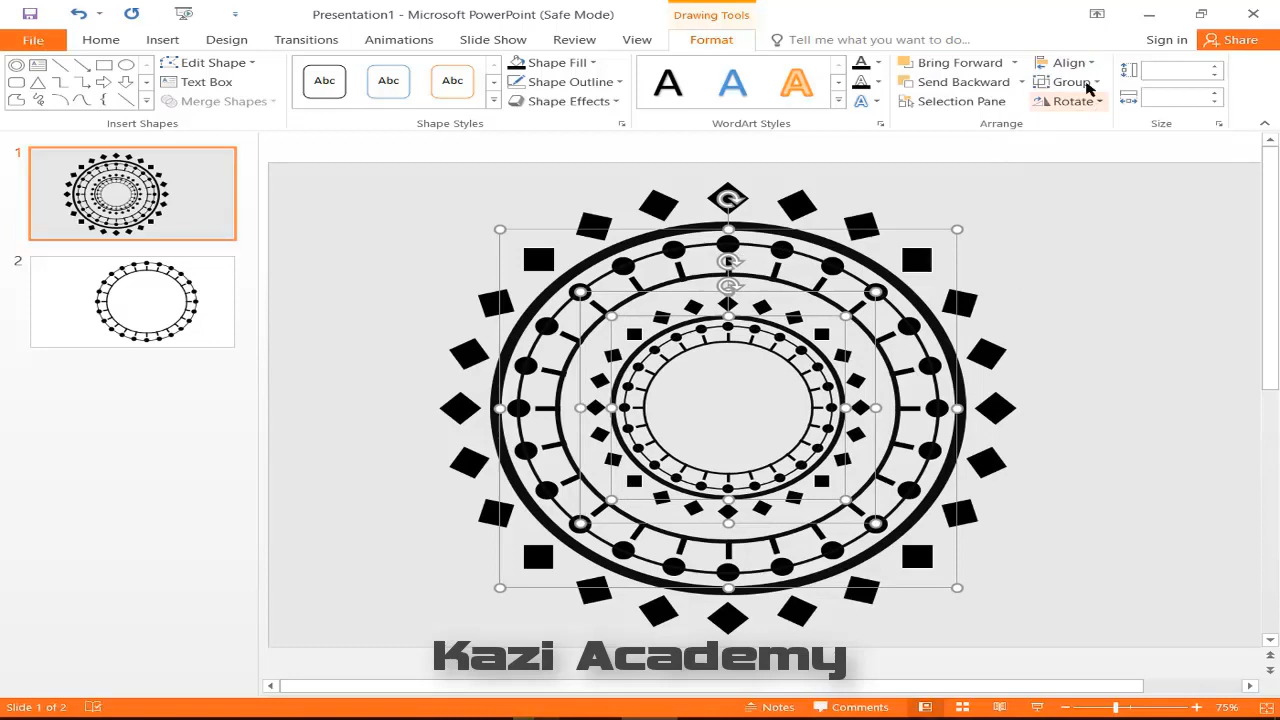 Presentation1 - Microsoft PowerPoint (Safe Mode)
Drawing Tools
File
Home
Insert
Design
Transitions
Animations
Slide Show
Review
View
Format
Tell me what you want to do...
Sign in
Share
Edit Shape
Text Box
Merge Shapes
Insert Shapes
Abc
Abc
Abc
Shape Fill
Shape Outline
Shape Effects
Shape Styles
A
A
A
WordArt Styles
A
A
A
Bring Forward
Send Backward
Selection Pane
Align
Group
Rotate
Arrange
Size
1
2
Kazi Academy
Slide 1 of 2
Notes
Comments
75%